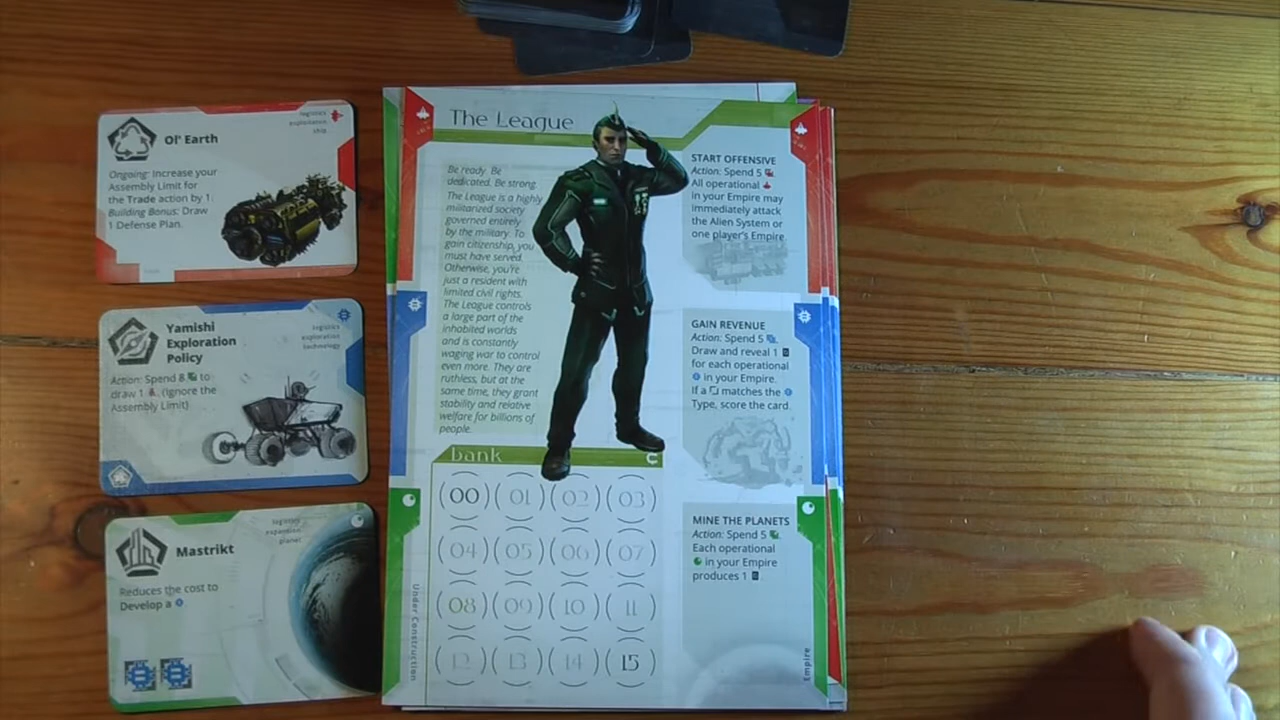 Ol' Earth
logistics
exploitation
ship
Ongoing: Increase your
Assembly Limit for
the Trade action by 1.
Building Bonus: Draw
1 Defense Plan.
Yamishi
Exploration
Policy
logistics
exploration
technology
Action: Spend 8 to
draw 1 . (Ignore the
Assembly Limit)
Mastrikt
logistics
expansion
planet
Reduces the cost to
Develop a
The League
Be ready. Be
dedicated. Be strong.
The League is a highly
militarized society
governed entirely
by the military. To
gain citizenship, you
must have served.
Otherwise, you're
just a resident with
limited civil rights.
The League controls
a large part of the
inhabited worlds
and is constantly
waging war to control
even more. They are
ruthless, but at the
same time, they grant
stability and relative
welfare for billions of
people.
START OFFENSIVE
Action: Spend 5
All operational
in your Empire may
immediately attack
the Alien System or
one player's Empire.
GAIN REVENUE
Action: Spend 5 .
Draw and reveal 1
for each operational
in your Empire.
If a matches the
Type, score the card.
MINE THE PLANETS
Action: Spend 5 .
Each operational
in your Empire
produces 1 .
bank
00 01 02 03
04 05 06 07
08 09 10 11
12 13 14 15
Under Construction
Empire